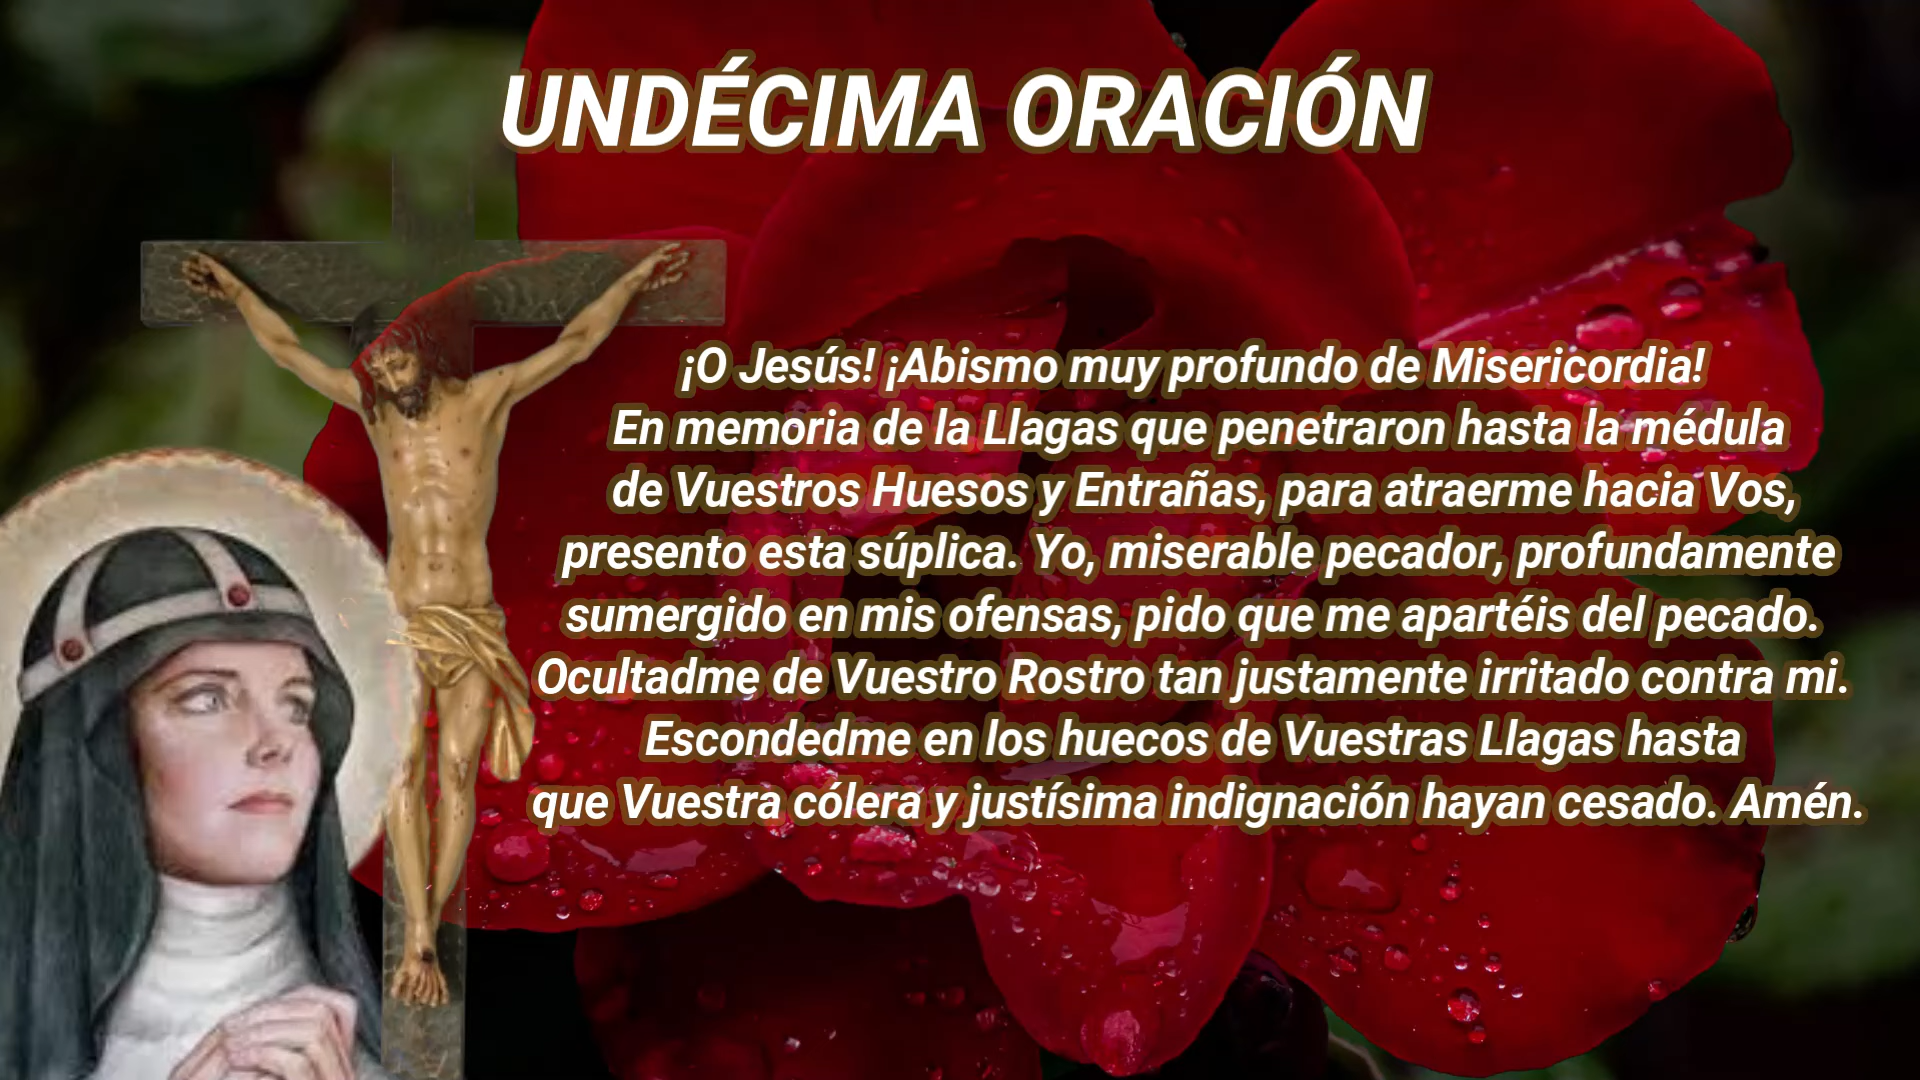 UNDÉCIMA ORACIÓN
¡O Jesús! ¡Abismo muy profundo de Misericordia!
En memoria de la Llagas que penetraron hasta la médula
de Vuestros Huesos y Entrañas, para atraerme hacia Vos,
presento esta súplica. Yo, miserable pecador, profundamente
sumergido en mis ofensas, pido que me apartéis del pecado.
Ocultadme de Vuestro Rostro tan justamente irritado contra mi.
Escondedme en los huecos de Vuestras Llagas hasta
que Vuestra cólera y justísima indignación hayan cesado. Amén.